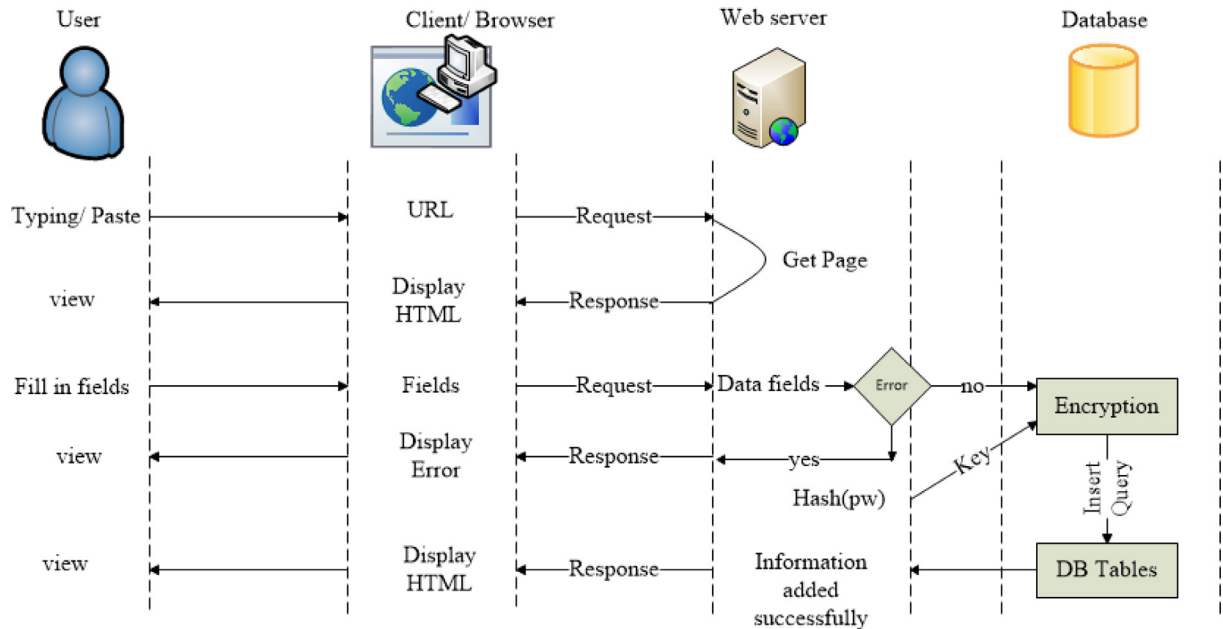 User
Client/ Browser
Web server
Database
Typing/ Paste
URL
Request
Get Page
view
Display
HTML
Response
Fill in fields
Fields
Request
Data fields
Error
no
Encryption
view
Display
Error
Response
yes
Key
Hash(pw)
Insert
Query
view
Display
HTML
Response
Information
added
successfully
DB Tables